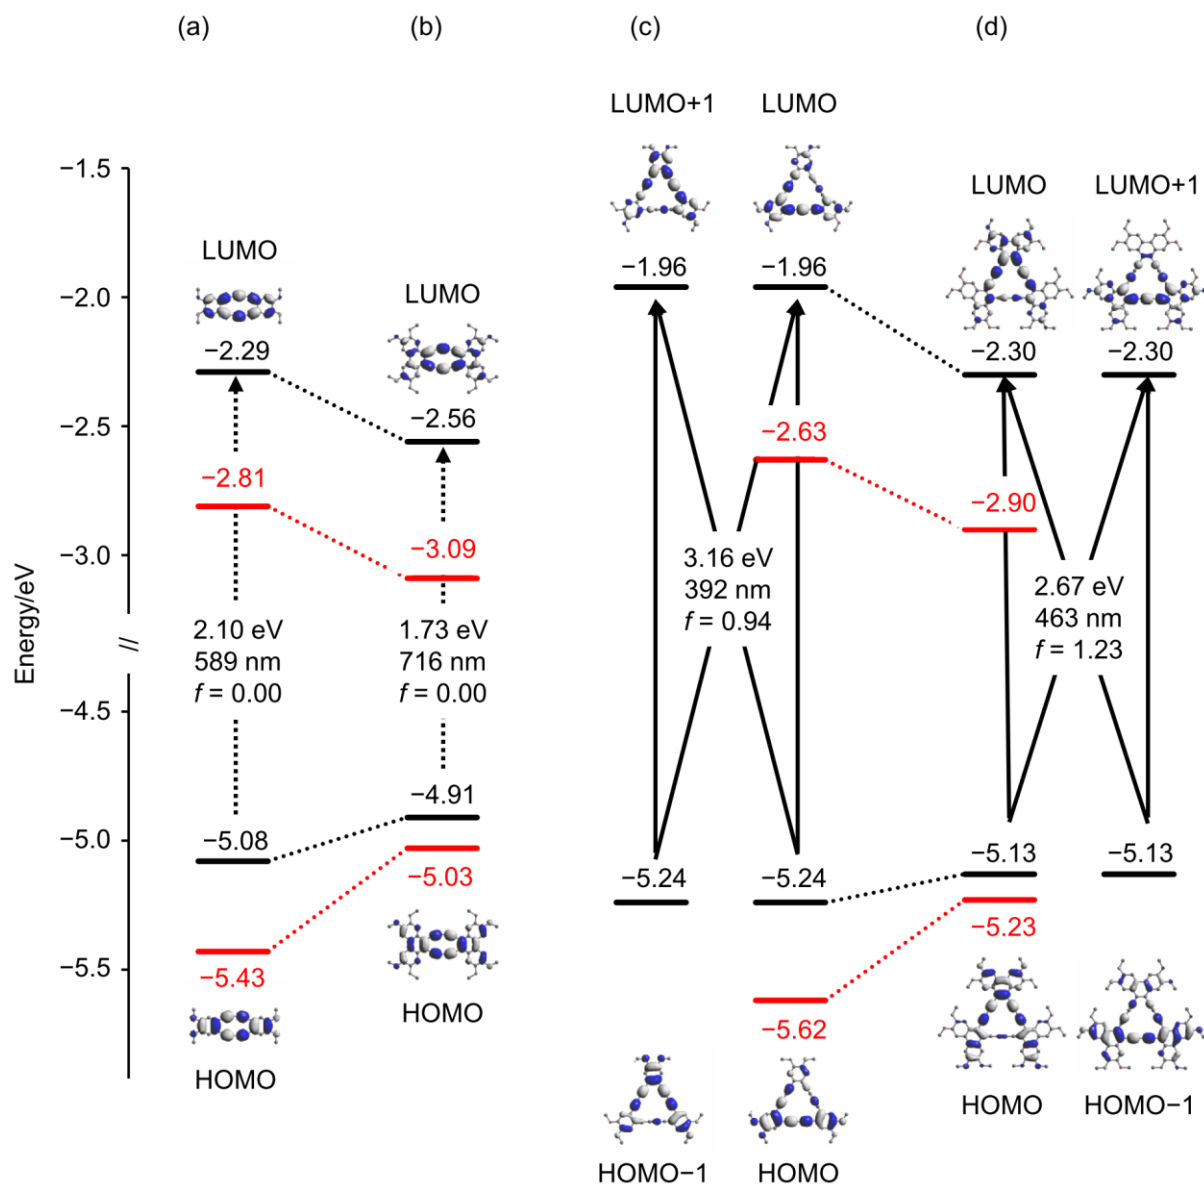 (a)
(b)
(c)
(d)
LUMO+1
LUMO
−1.5
LUMO
LUMO+1
LUMO
LUMO
−1.96
−1.96
−2.0
−2.29
−2.30
−2.30
−2.56
−2.63
−2.5
−2.81
−2.90
−3.09
−3.0
3.16 eV
392 nm
f = 0.94
2.67 eV
463 nm
f = 1.23
Energy/eV
//
2.10 eV
589 nm
f = 0.00
1.73 eV
716 nm
f = 0.00
−4.5
−4.91
−5.0
−5.08
−5.13
−5.13
−5.03
−5.24
−5.24
−5.23
−5.5
−5.43
−5.62
HOMO
HOMO
HOMO
HOMO−1
HOMO−1
HOMO